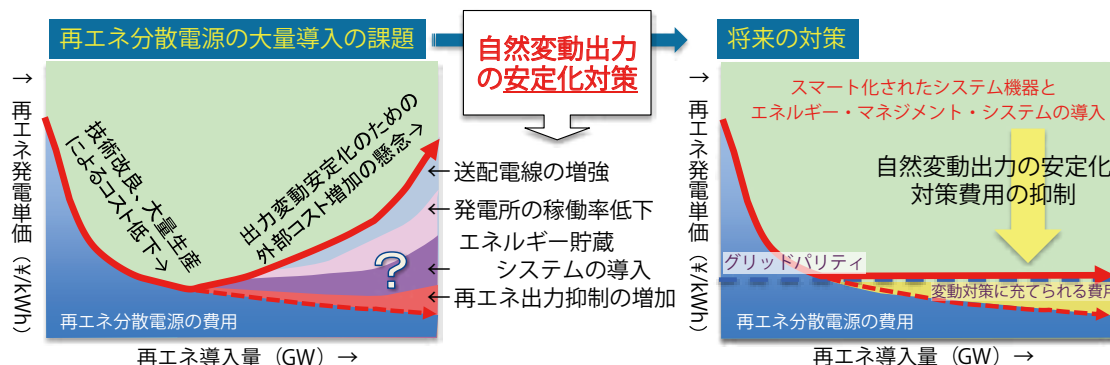 再エネ分散電源の大量導入の課題
自然変動出力
の安定化対策
将来の対策
→ 再エネ発電単価 (¥/kWh)
技術改良、大量生産
によるコスト低下→
出力変動安定化のための
外部コスト増加の懸念→
←送配電線の増強
←発電所の稼働率低下
エネルギー貯蔵
←システムの導入
←再エネ出力抑制の増加
?
再エネ分散電源の費用
再エネ導入量 (GW) →
→ 再エネ発電単価 (¥/kWh)
スマート化されたシステム機器と
エネルギー・マネジメント・システムの導入
自然変動出力の安定化
対策費用の抑制
グリッドパリティ
変動対策に充てられる費用
再エネ分散電源の費用
再エネ導入量 (GW) →